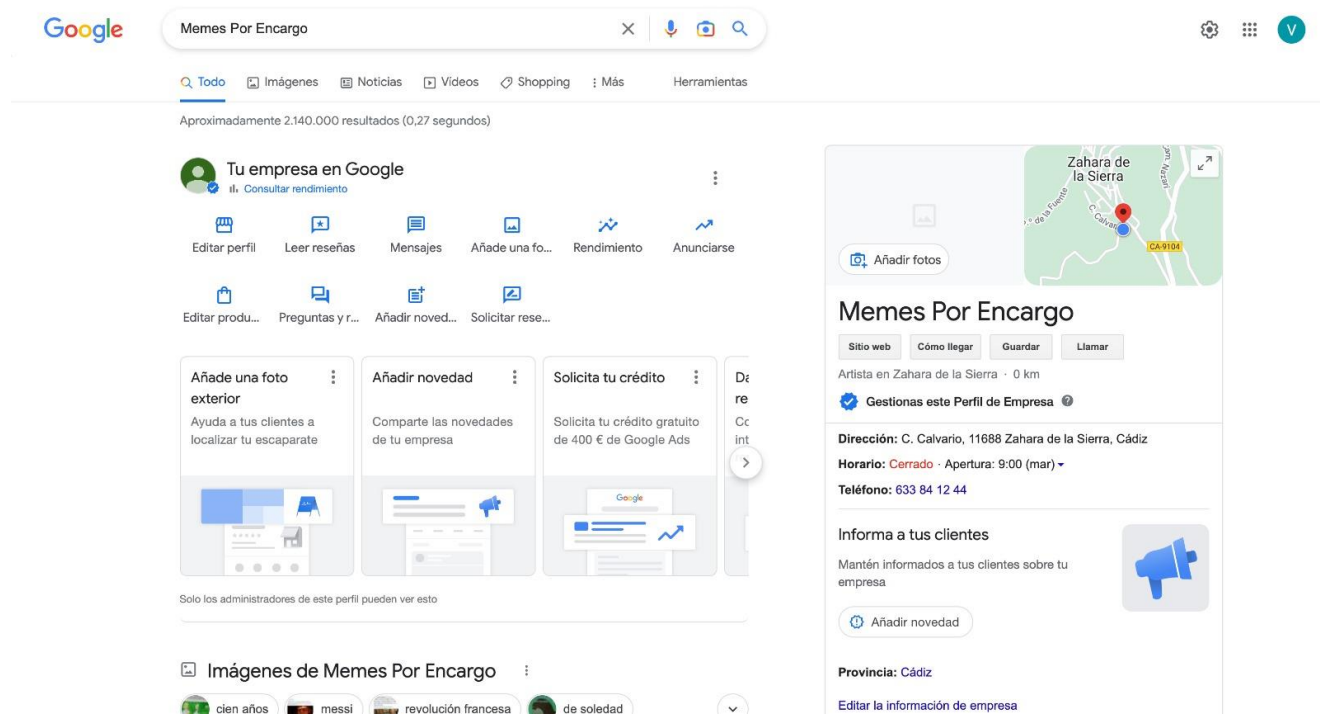 Google
Memes Por Encargo
V
Todo
Imágenes
Noticias
Vídeos
Shopping
Más
Herramientas
Aproximadamente 2.140.000 resultados (0,27 segundos)
Tu empresa en Google
Consultar rendimiento
Editar perfil
Leer reseñas
Mensajes
Añade una fo...
Rendimiento
Anunciarse
Editar produ...
Preguntas y r...
Añadir noved...
Solicitar rese...
Añade una foto
exterior
Ayuda a tus clientes a
localizar tu escaparate
Añadir novedad
Comparte las novedades
de tu empresa
Solicita tu crédito
Solicita tu crédito gratuito
de 400 € de Google Ads
Google
Da
re
Co
int
Solo los administradores de este perfil pueden ver esto
Imágenes de Memes Por Encargo
cien años
messi
revolución francesa
de soledad
Zahara de
la Sierra
C. Calvario
CA-9104
Añadir fotos
Memes Por Encargo
Sitio web
Cómo llegar
Guardar
Llamar
Artista en Zahara de la Sierra · 0 km
Gestionas este Perfil de Empresa
Dirección: C. Calvario, 11688 Zahara de la Sierra, Cádiz
Horario: Cerrado · Apertura: 9:00 (mar)
Teléfono: 633 84 12 44
Informa a tus clientes
Mantén informados a tus clientes sobre tu
empresa
Añadir novedad
Provincia: Cádiz
Editar la información de empresa